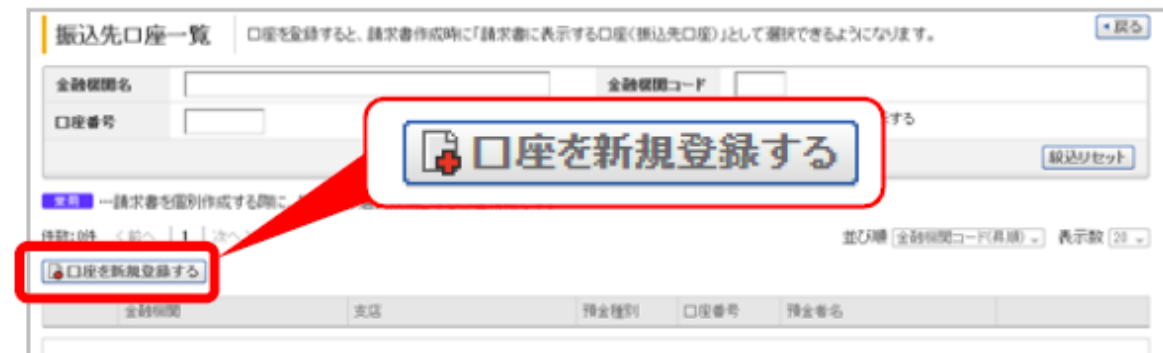 振込先口座一覧 口座を登録すると、請求書作成時に「請求書に表示する口座(振込先口座)」として選択できるようになります。 戻る
金融機関名 金融機関コード
口座番号 する
口座を新規登録する
絞込リセット
常用 …請求書を個別作成する際に、
件数:0件 <前へ 1 次へ 並び順 金融機関コード(昇順) 表示数 20
口座を新規登録する
金融機関 支店 預金種別 口座番号 預金者名